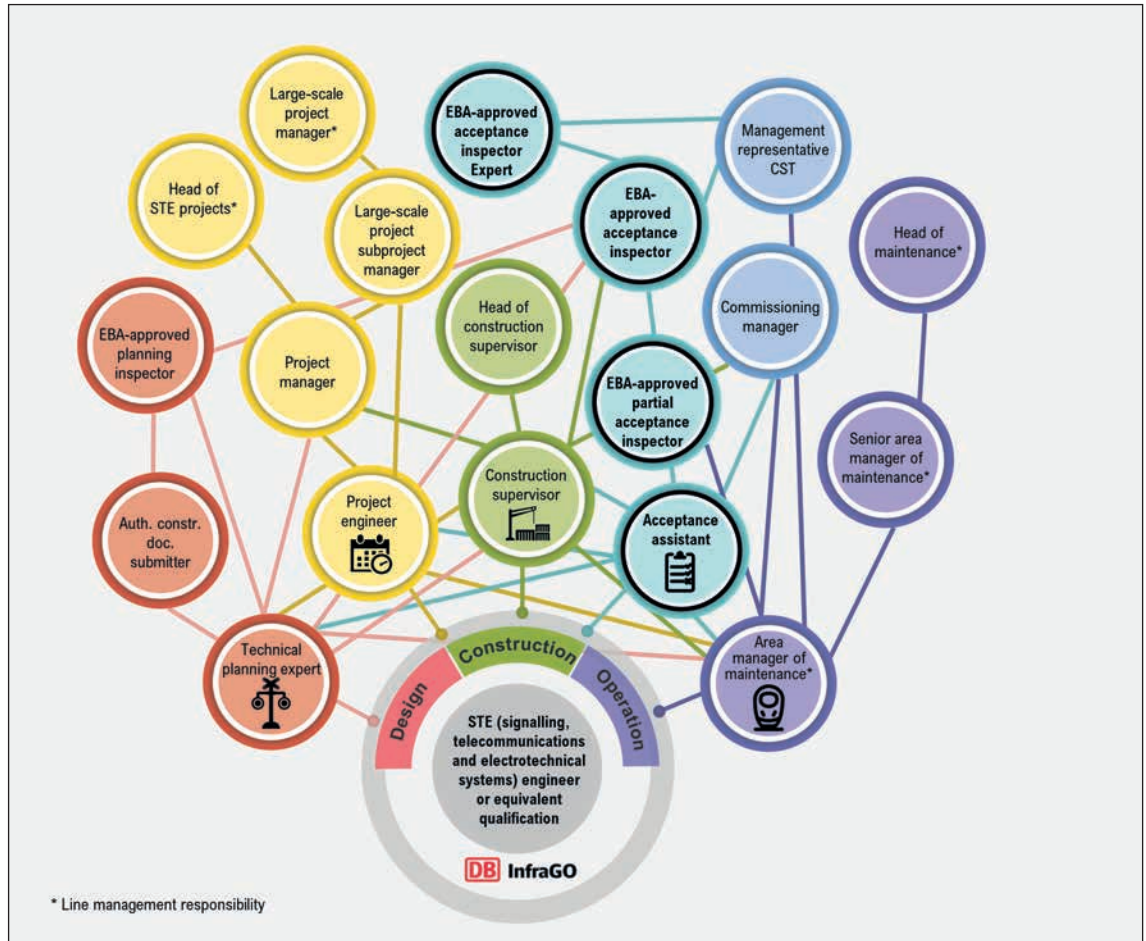 Large-scale
project
manager*
EBA-approved
acceptance
inspector
Expert
Management
representative
CST
Head of
STE projects*
Large-scale
project
subproject
manager
EBA-
approved
acceptance
inspector
Head of
maintenance*
EBA-approved
planning
inspector
Project
manager
Head of
construction
supervisor
Commissioning
manager
EBA-approved
partial
acceptance
inspector
Senior area
manager of
maintenance*
Auth. constr.
doc.
submitter
Project
engineer
Construction
supervisor
Acceptance
assistant
Technical
planning expert
Area
manager of
maintenance*
Design
Construction
Operation
STE (signalling,
telecommunications
and electrotechnical
systems) engineer
or equivalent
qualification
DB InfraGO
* Line management responsibility